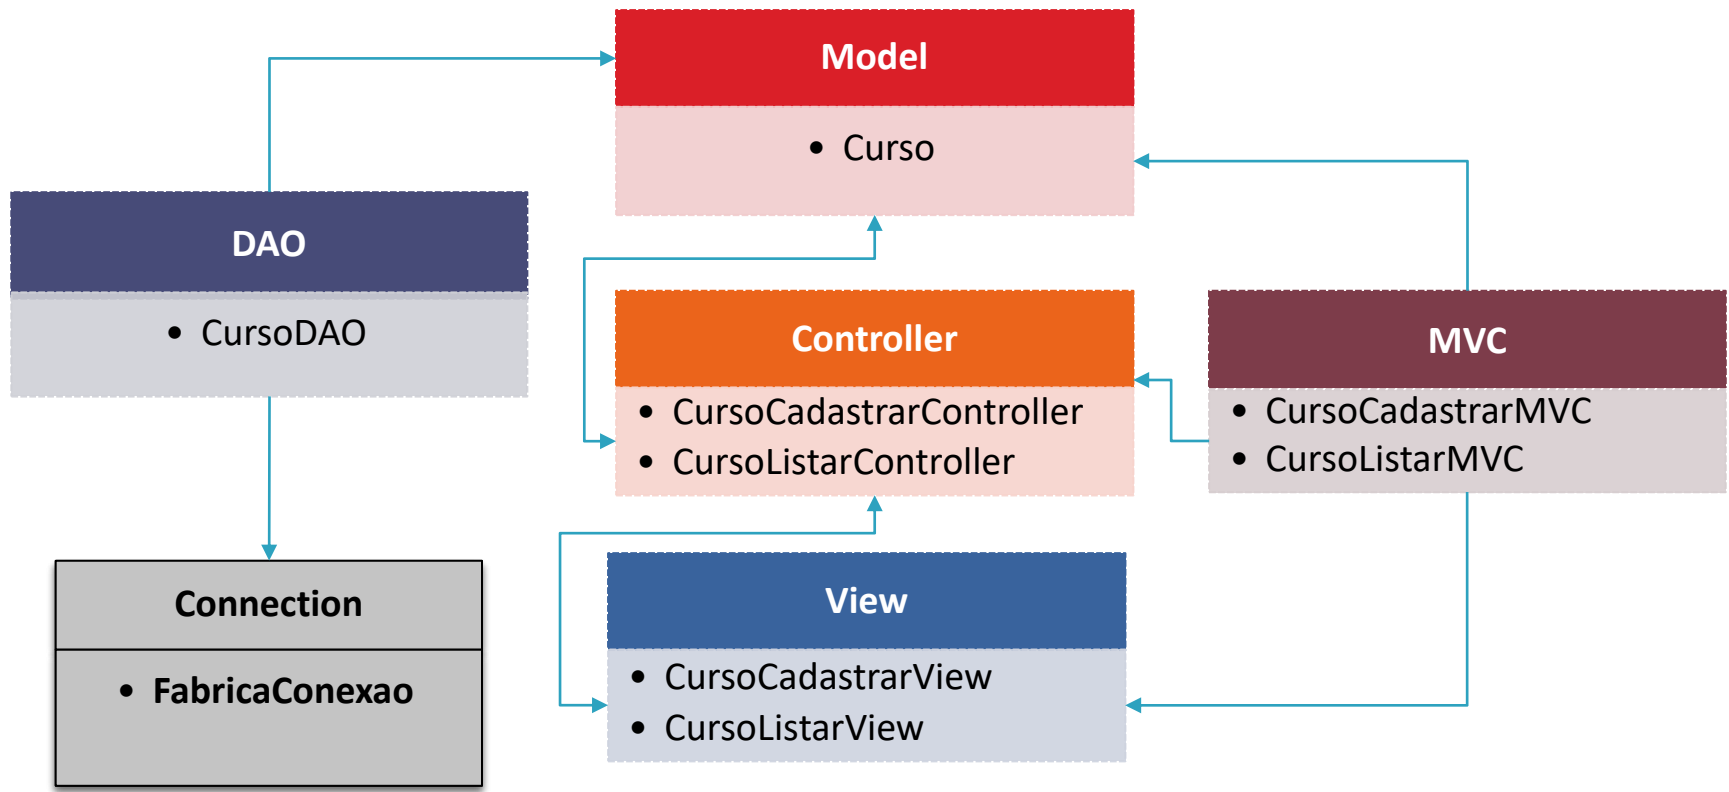 Model
• Curso
DAO
• CursoDAO
Controller
• CursoCadastrarController
• CursoListarController
MVC
• CursoCadastrarMVC
• CursoListarMVC
Connection
• FabricaConexao
View
• CursoCadastrarView
• CursoListarView